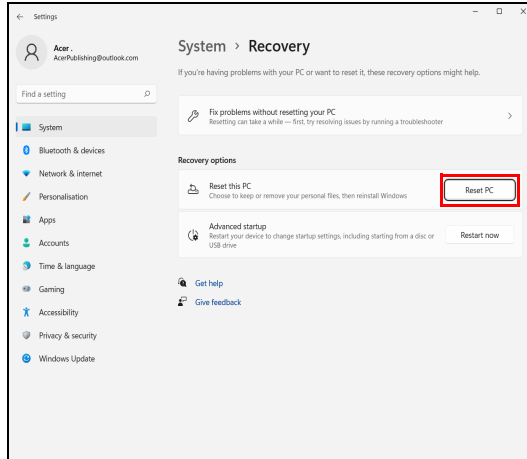 Settings
Acer .
AcerPublishing@outlook.com
Find a setting
System
Bluetooth & devices
Network & internet
Personalisation
Apps
Accounts
Time & language
Gaming
Accessibility
Privacy & security
Windows Update
System > Recovery
If you're having problems with your PC or want to reset it, these recovery options might help.
Fix problems without resetting your PC
Resetting can take a while — first, try resolving issues by running a troubleshooter
Recovery options
Reset this PC
Choose to keep or remove your personal files, then reinstall Windows
Reset PC
Advanced startup
Restart your device to change startup settings, including starting from a disc or
USB drive
Restart now
Get help
Give feedback